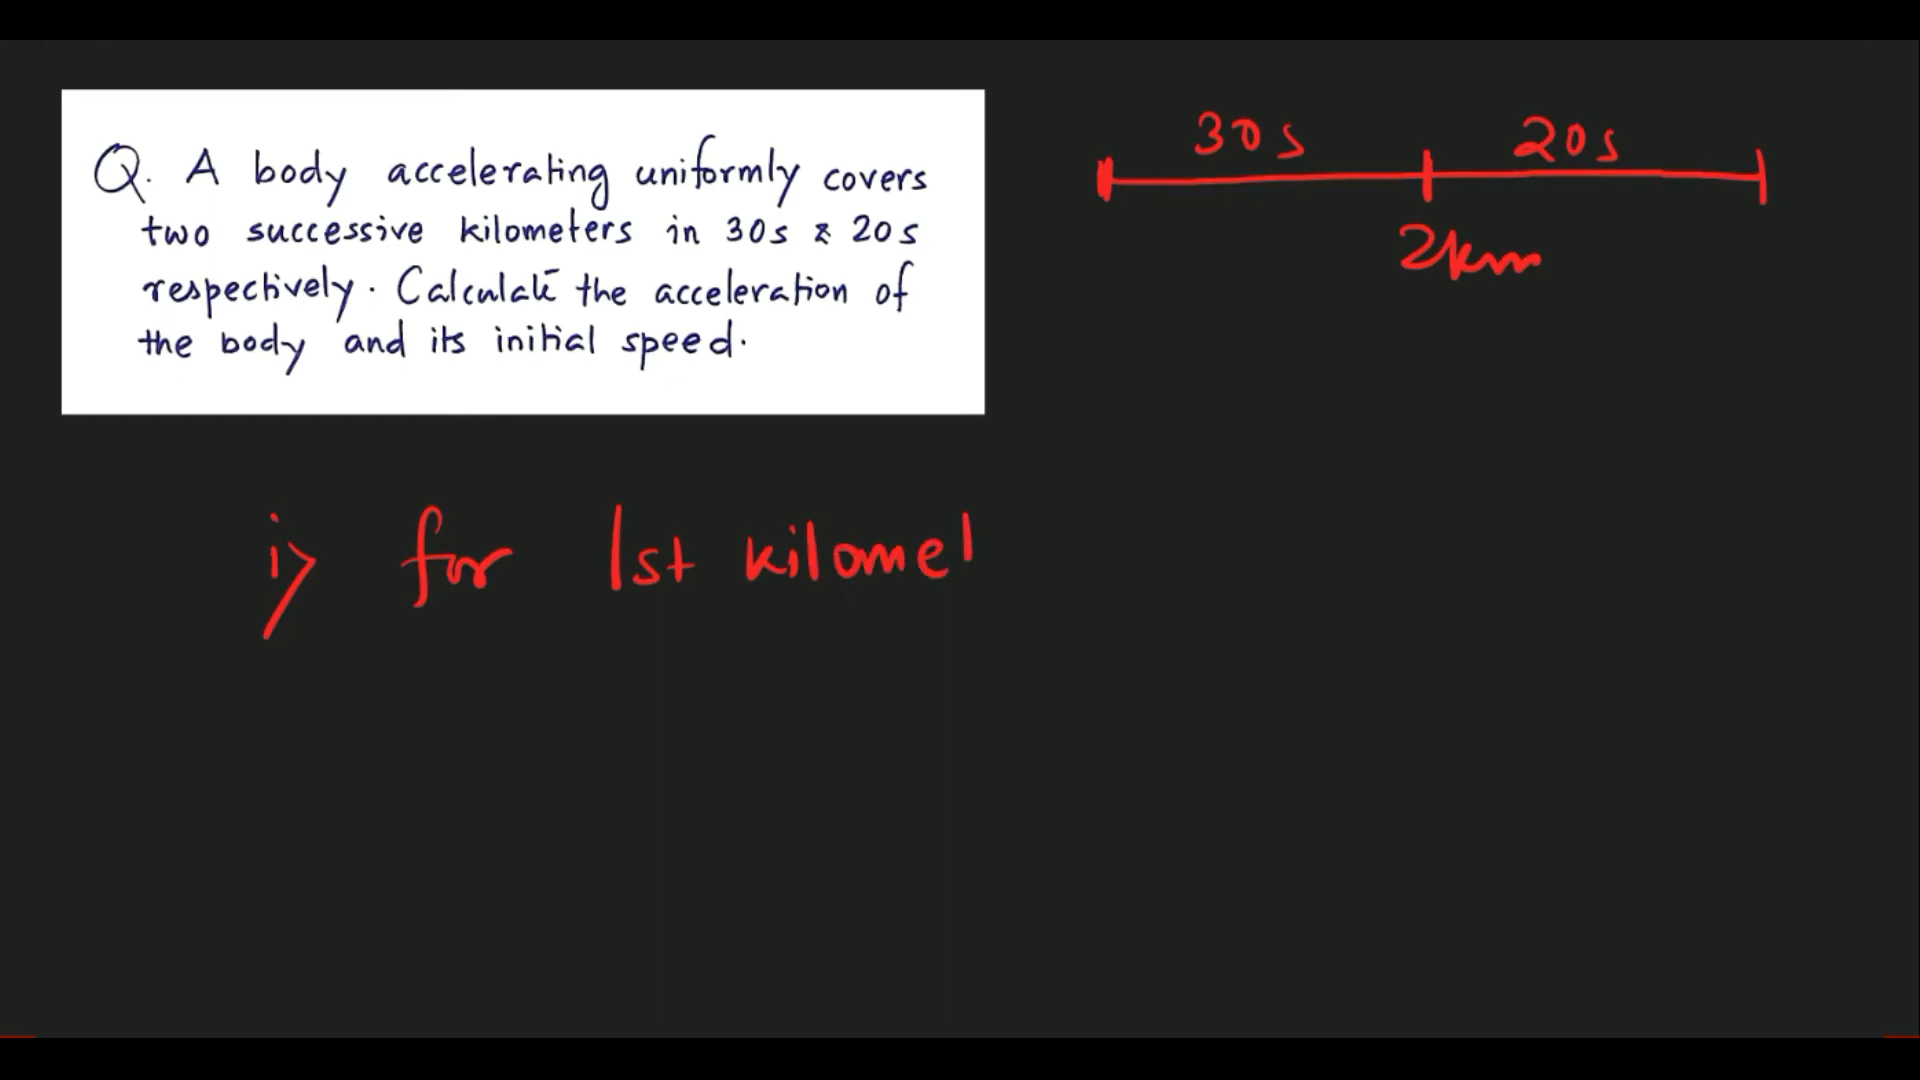 Q. A body accelerating uniformly covers
two successive kilometers in 30s & 20s
respectively. Calculate the acceleration of
the body and its initial speed.
30s 20s
2km
i> for 1st kilomel